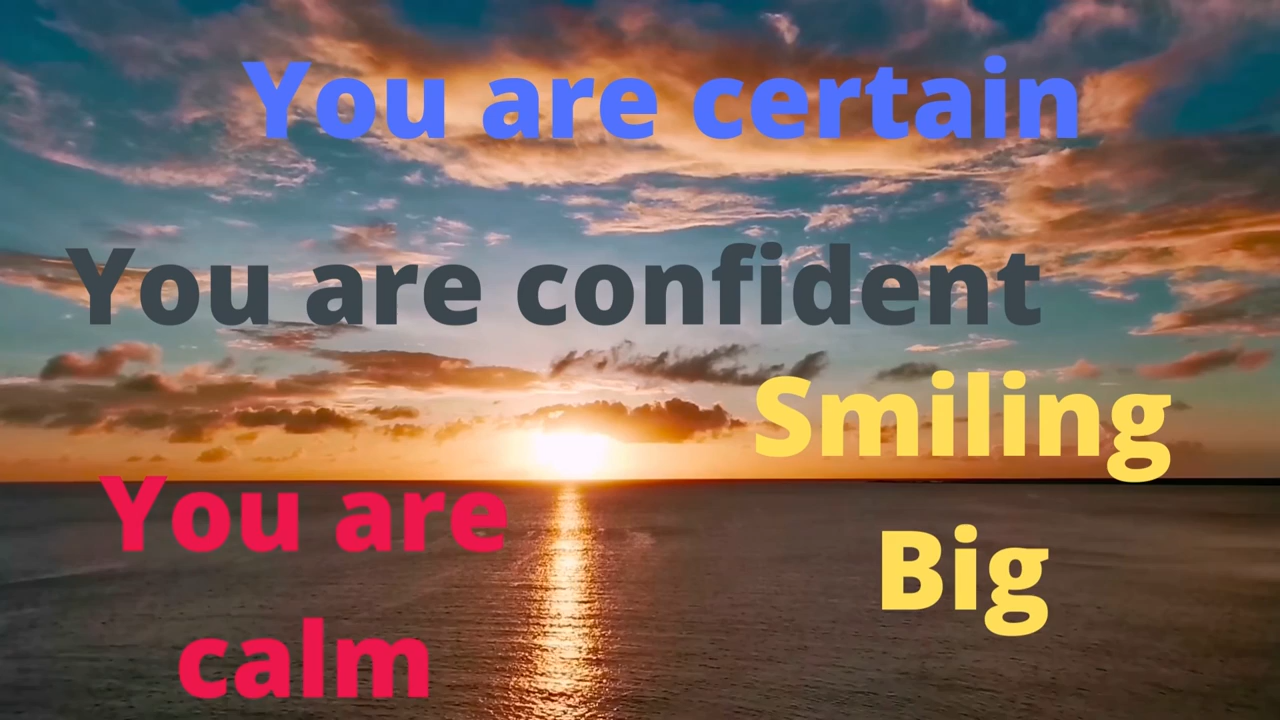 You are certain
You are confident
Smiling
Big
You are
calm